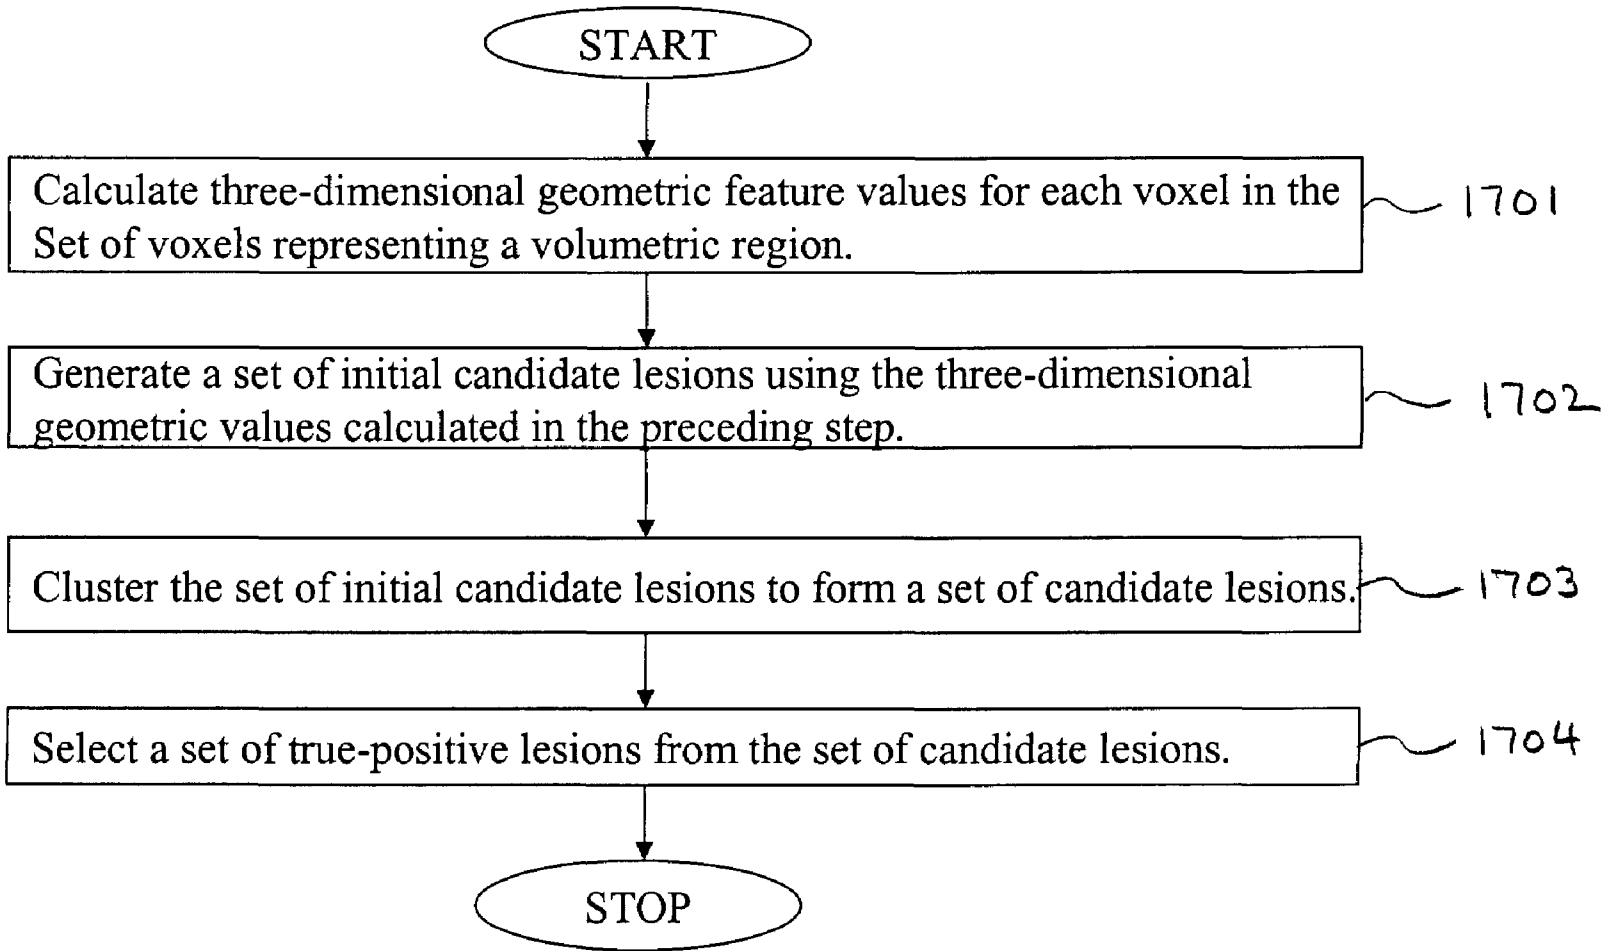 START
Calculate three-dimensional geometric feature values for each voxel in the
Set of voxels representing a volumetric region.
1701
Generate a set of initial candidate lesions using the three-dimensional
geometric values calculated in the preceding step.
1702
Cluster the set of initial candidate lesions to form a set of candidate lesions.
1703
Select a set of true-positive lesions from the set of candidate lesions.
1704
STOP